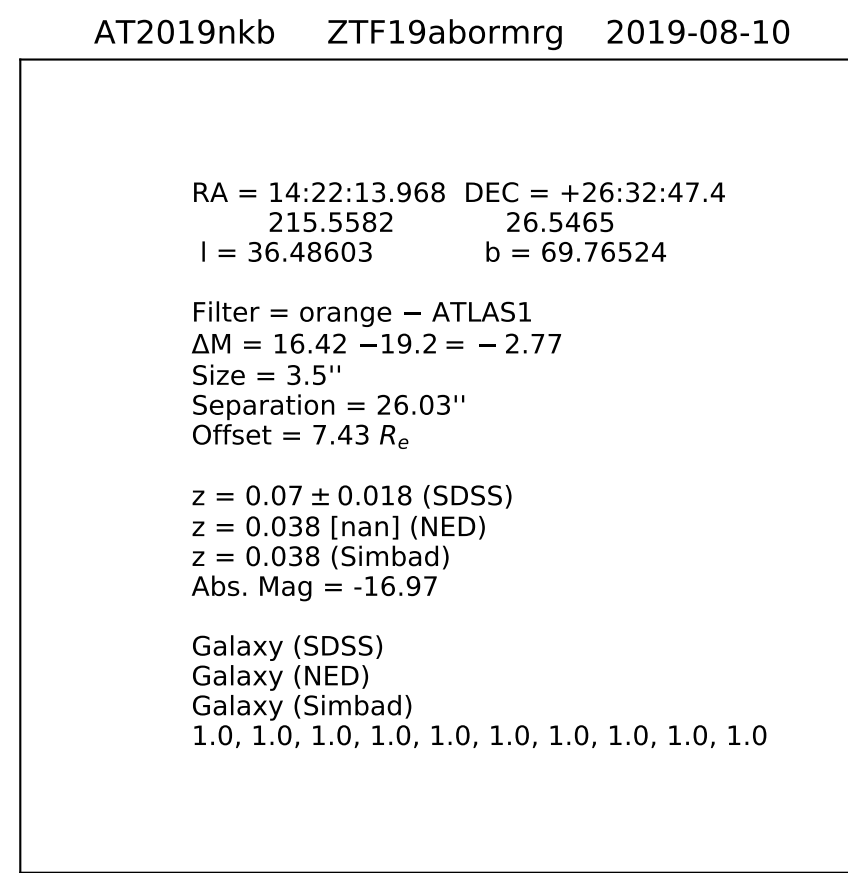 AT2019nkb ZTF19abormrg 2019-08-10
RA = 14:22:13.968 DEC = +26:32:47.4
215.5582 26.5465
l = 36.48603 b = 69.76524
Filter = orange − ATLAS1
ΔM = 16.42 −19.2 = − 2.77
Size = 3.5''
Separation = 26.03''
Offset = 7.43 Rₑ
z = 0.07 ± 0.018 (SDSS)
z = 0.038 [nan] (NED)
z = 0.038 (Simbad)
Abs. Mag = -16.97
Galaxy (SDSS)
Galaxy (NED)
Galaxy (Simbad)
1.0, 1.0, 1.0, 1.0, 1.0, 1.0, 1.0, 1.0, 1.0, 1.0